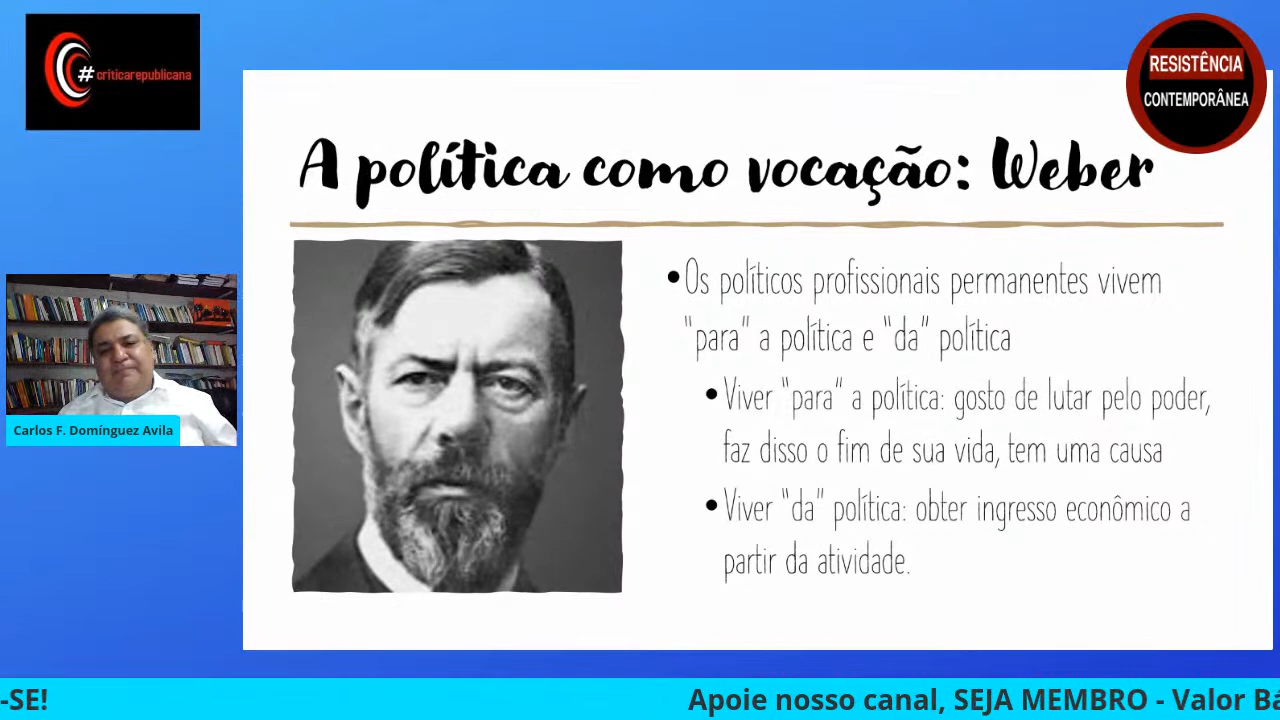 #criticarepublicana
RESISTÊNCIA
CONTEMPORÂNEA
A política como vocação: Weber
•Os políticos profissionais permanentes vivem
"para" a política e "da" política
•Viver "para" a política: gosto de lutar pelo poder,
faz disso o fim de sua vida, tem uma causa
•Viver "da" política: obter ingresso econômico a
partir da atividade.
Carlos F. Domínguez Avila
-SE!
Apoie nosso canal, SEJA MEMBRO - Valor Bá